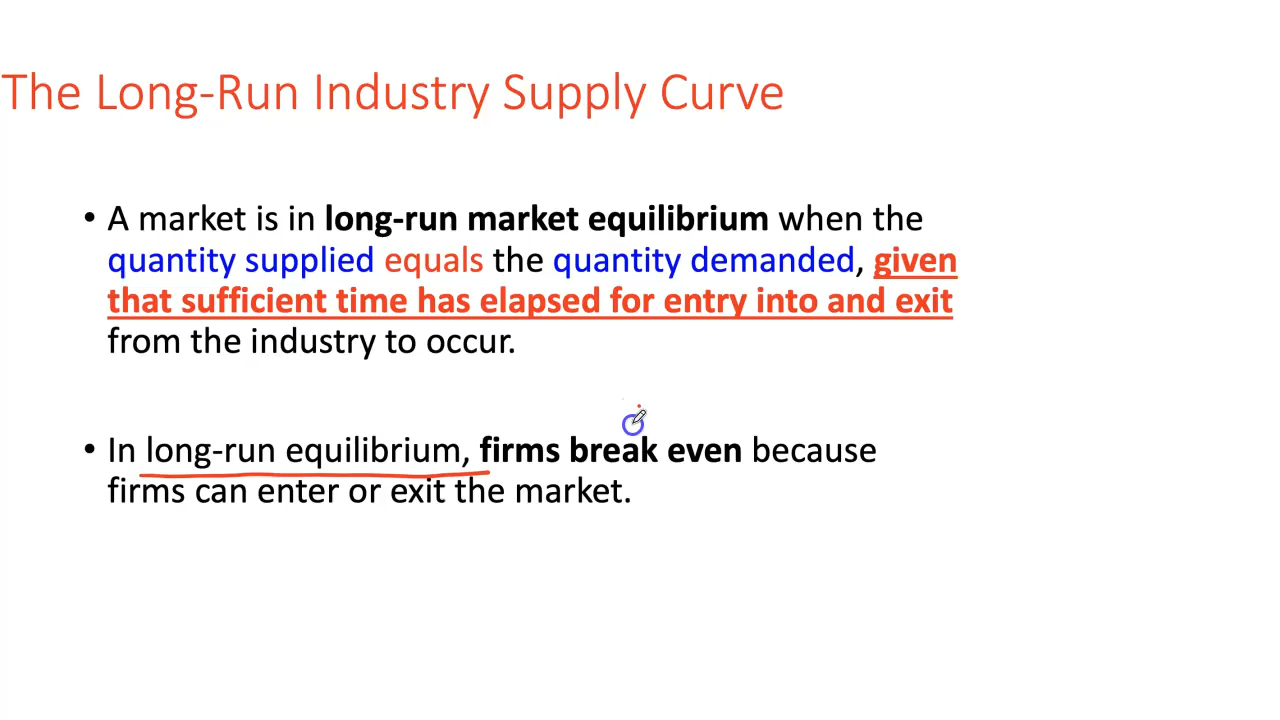 The Long-Run Industry Supply Curve
• A market is in long-run market equilibrium when the
quantity supplied equals the quantity demanded, given
that sufficient time has elapsed for entry into and exit
from the industry to occur.
• In long-run equilibrium, firms break even because
firms can enter or exit the market.